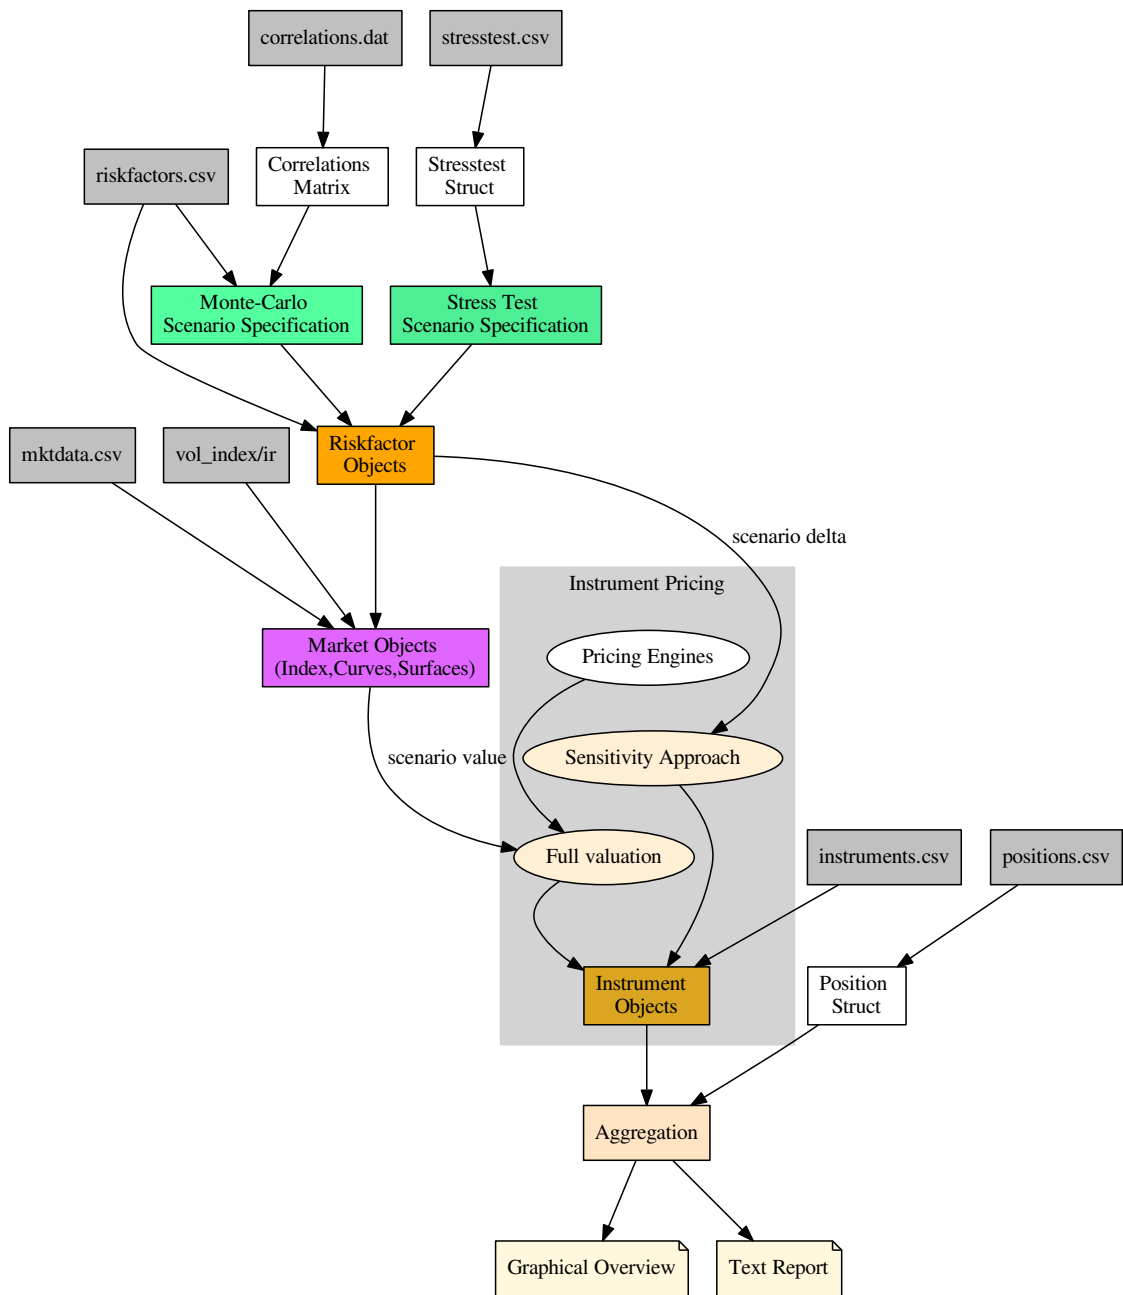 correlations.dat
stresstest.csv
riskfactors.csv
Correlations
Matrix
Stresstest
Struct
Monte-Carlo
Scenario Specification
Stress Test
Scenario Specification
mktdata.csv
vol_index/ir
Riskfactor
Objects
scenario delta
Instrument Pricing
Market Objects
(Index,Curves,Surfaces)
Pricing Engines
scenario value
Sensitivity Approach
Full valuation
instruments.csv
positions.csv
Instrument
Objects
Position
Struct
Aggregation
Graphical Overview
Text Report